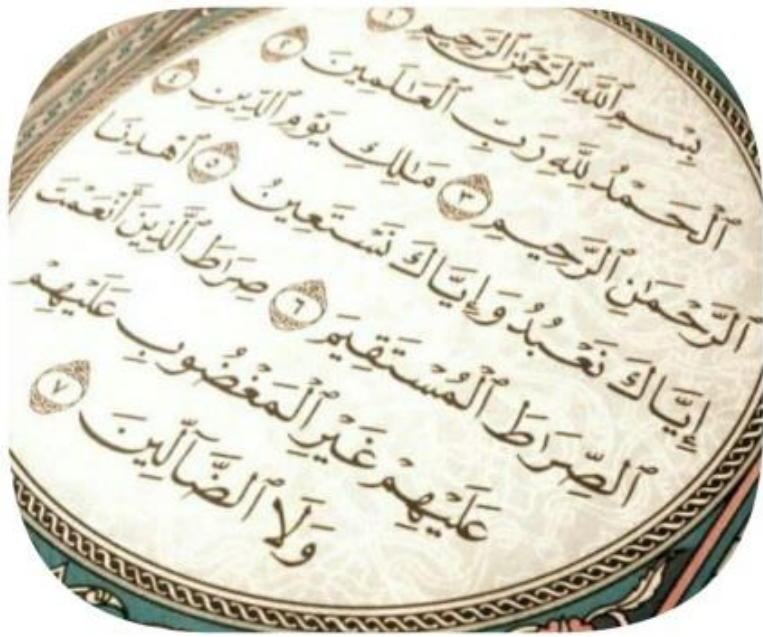 بِسْمِ ٱللَّهِ ٱلرَّحْمَٰنِ ٱلرَّحِيمِ ١
ٱلْحَمْدُ لِلَّهِ رَبِّ ٱلْعَٰلَمِينَ ٢
ٱلرَّحْمَٰنِ ٱلرَّحِيمِ ٣ مَٰلِكِ يَوْمِ ٱلدِّينِ ٤
إِيَّاكَ نَعْبُدُ وَإِيَّاكَ نَسْتَعِينُ ٥ ٱهْدِنَا
ٱلصِّرَٰطَ ٱلْمُسْتَقِيمَ ٦ صِرَٰطَ ٱلَّذِينَ أَنْعَمْتَ
عَلَيْهِمْ غَيْرِ ٱلْمَغْضُوبِ عَلَيْهِمْ
وَلَا ٱلضَّآلِّينَ ٧